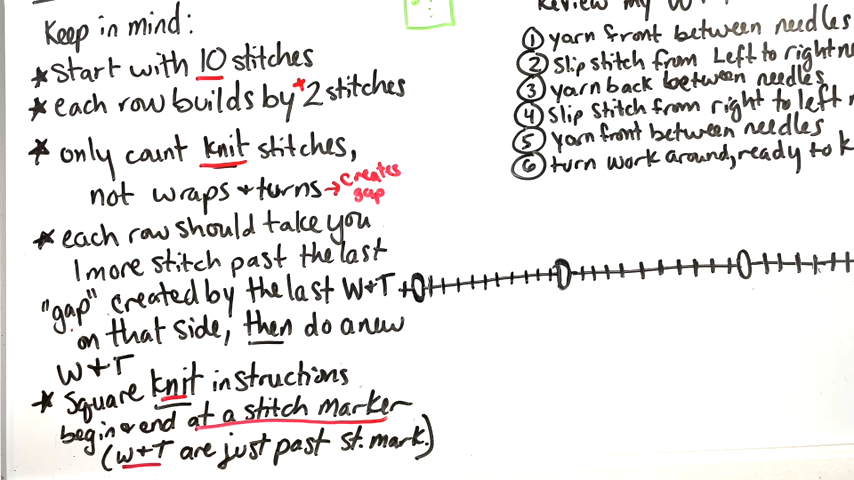 Keep in mind:
* Start with 10 stitches
* each row builds by +2 stitches
* only count knit stitches,
not wraps + turns → creates gap
* each row should take you
1 more stitch past the last
"gap" created by the last W+T
on that side, then do a new
W+T
* Square knit instructions
begin + end at a stitch marker
(W+T are just past st. mark.)
Review my W+T
① yarn front between needles
② slip stitch from Left to right
③ yarn back between needles
④ slip stitch from right to left
⑤ yarn front between needles
⑥ turn work around, ready to